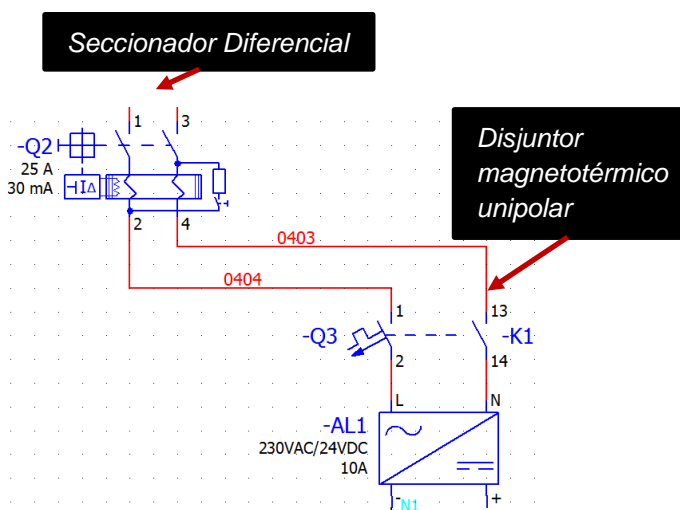 Seccionador Diferencial
1
3
-Q2
25 A
30 mA
I Δ
2
4
Disjuntor
magnetotérmico
unipolar
0403
0404
1
13
-Q3
-K1
2
14
L
N
-AL1
230VAC/24VDC
10A
-
+
N1